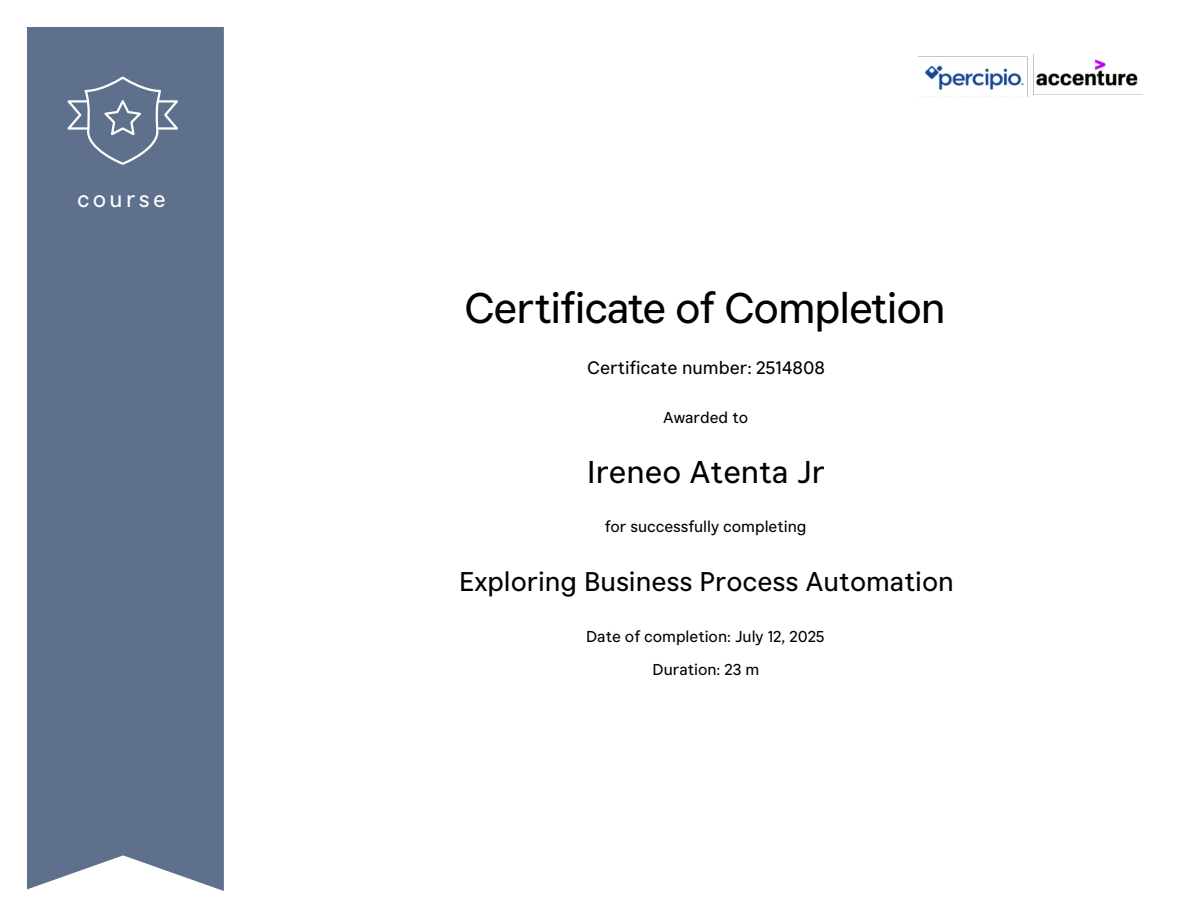 percipio.
accenture
course
Certificate of Completion
Certificate number: 2514808
Awarded to
Ireneo Atenta Jr
for successfully completing
Exploring Business Process Automation
Date of completion: July 12, 2025
Duration: 23 m